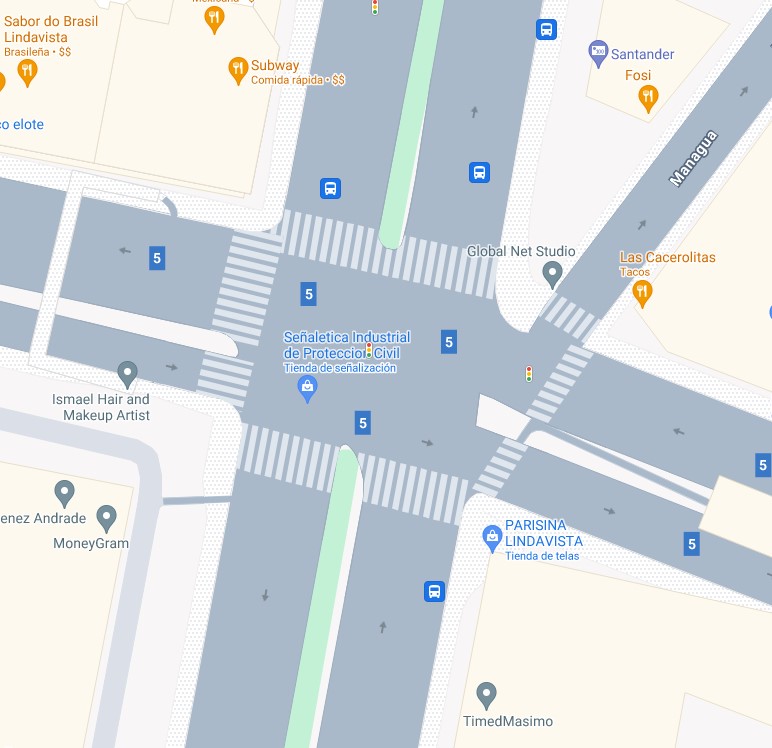 Mexicana • $$
Sabor do Brasil
Lindavista
Brasileña • $$
Subway
Comida rápida • $$
co elote
Santander
Fosi
Managua
Global Net Studio
Las Cacerolitas
Tacos
5
5
5
Señaletica Industrial
de Proteccion Civil
Tienda de señalización
Ismael Hair and
Makeup Artist
5
5
5
enez Andrade
MoneyGram
PARISINA
LINDAVISTA
Tienda de telas
TimedMasimo